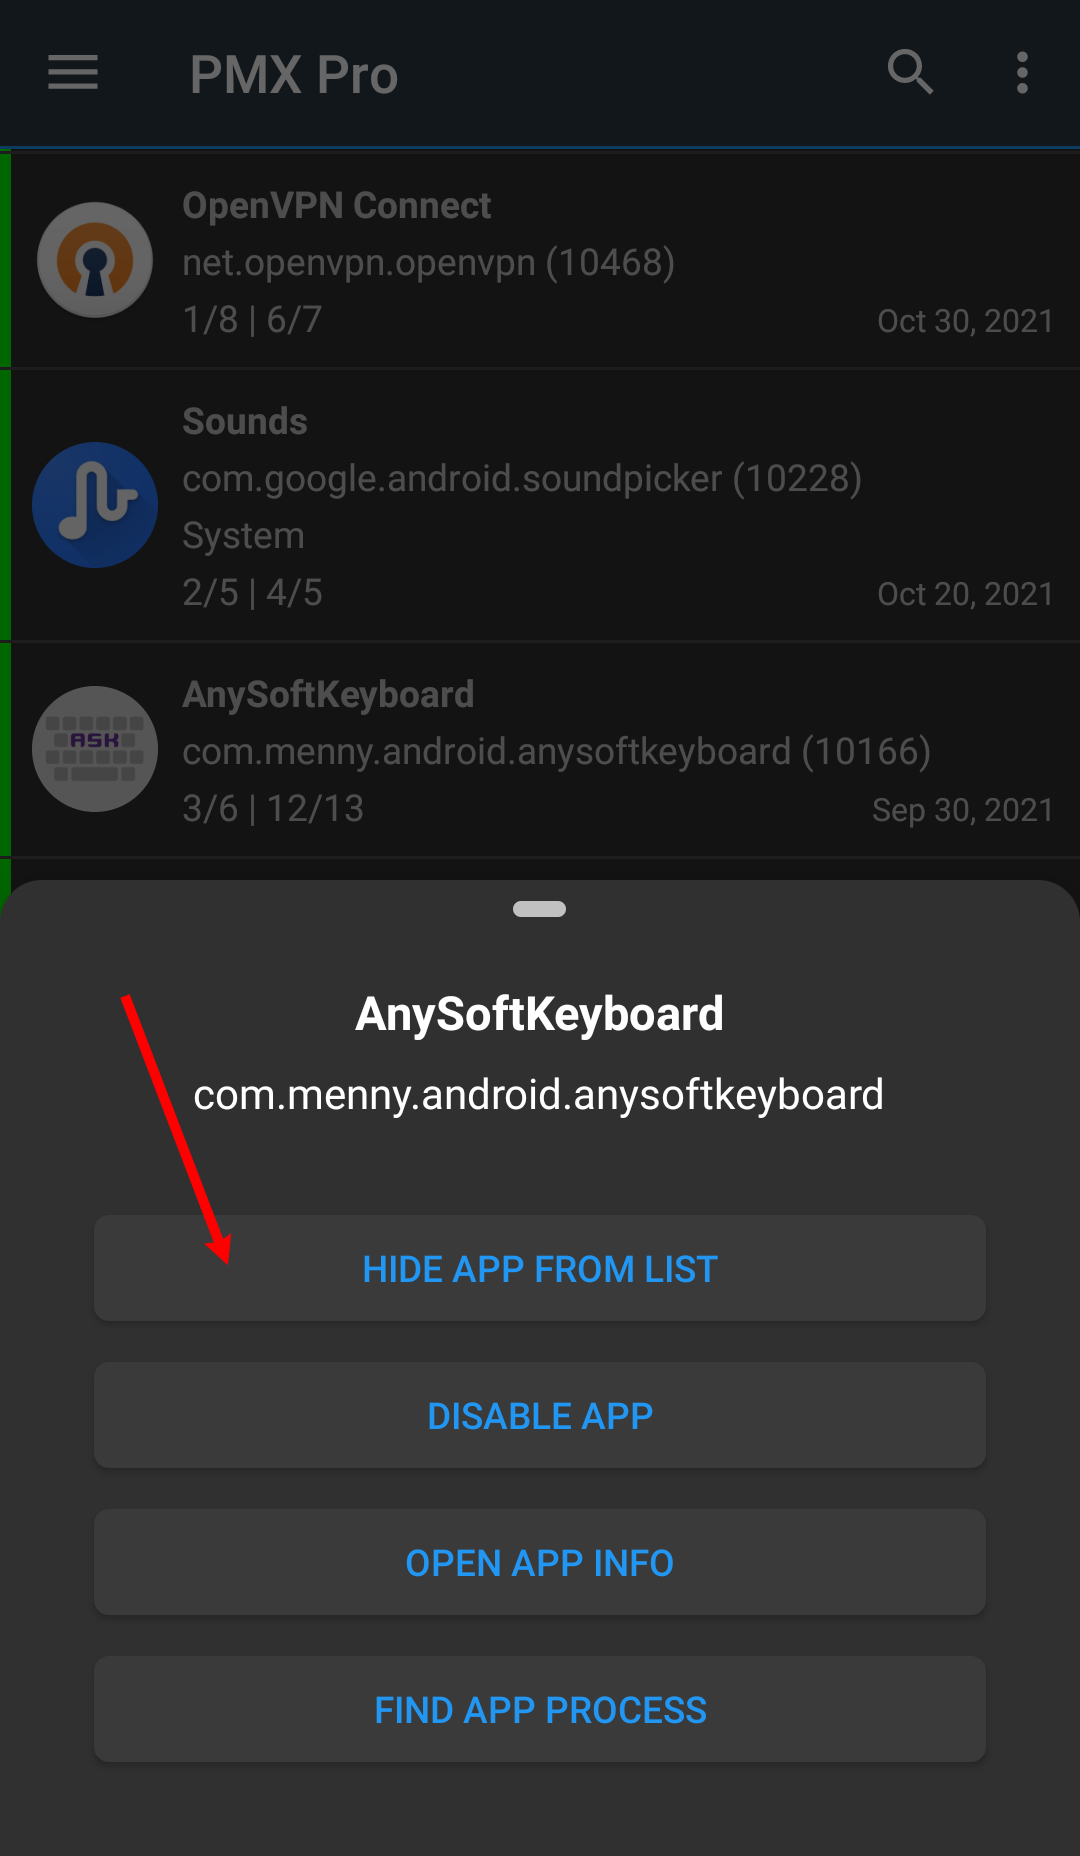 PMX Pro
OpenVPN Connect
net.openvpn.openvpn (10468)
1/8 | 6/7
Oct 30, 2021
Sounds
com.google.android.soundpicker (10228)
System
2/5 | 4/5
Oct 20, 2021
AnySoftKeyboard
ASK
com.menny.android.anysoftkeyboard (10166)
3/6 | 12/13
Sep 30, 2021
AnySoftKeyboard
com.menny.android.anysoftkeyboard
HIDE APP FROM LIST
DISABLE APP
OPEN APP INFO
FIND APP PROCESS